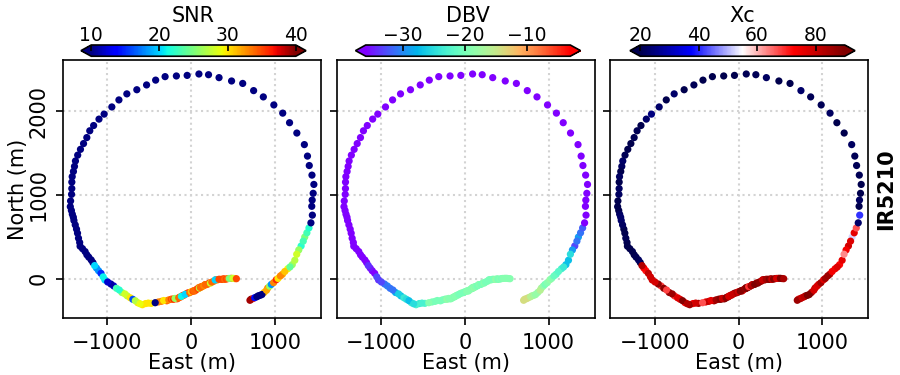 SNR DBV Xc
10 20 30 40 −30 −20 −10 20 40 60 80
North (m)
2000
1000
0
−1000 0 1000 −1000 0 1000 −1000 0 1000
East (m) East (m) East (m)
IR5210